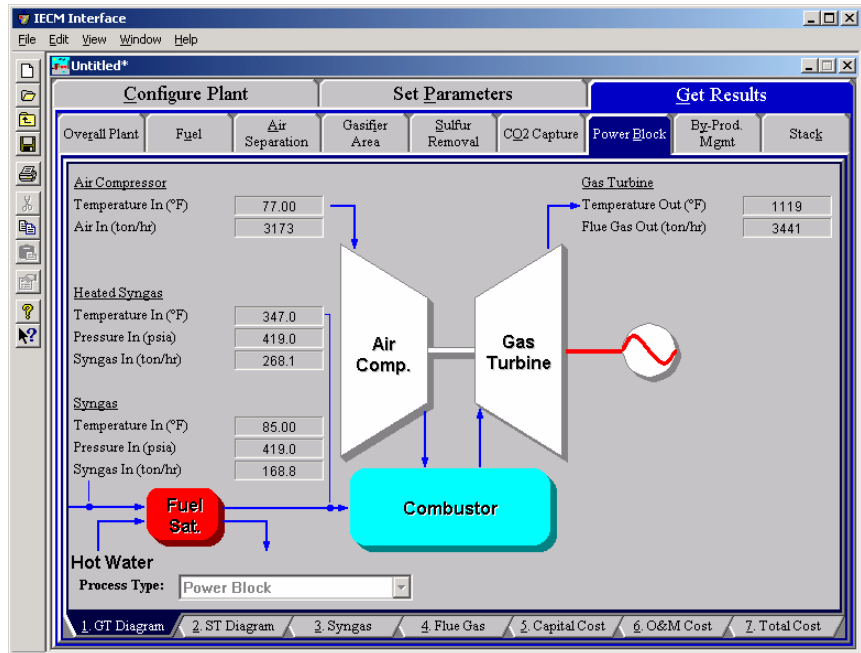 IECM Interface
File Edit View Window Help
Untitled*
Configure Plant Set Parameters Get Results
Overall Plant Fuel Air Separation Gasifier Area Sulfur Removal CO2 Capture Power Block By-Prod. Mgmt Stack
Air Compressor
Temperature In (°F) 77.00
Air In (ton/hr) 3173
Gas Turbine
Temperature Out (°F) 1119
Flue Gas Out (ton/hr) 3441
Heated Syngas
Temperature In (°F) 347.0
Pressure In (psia) 419.0
Syngas In (ton/hr) 268.1
Air
Comp.
Gas
Turbine
Syngas
Temperature In (°F) 85.00
Pressure In (psia) 419.0
Syngas In (ton/hr) 168.8
Fuel
Sat.
Combustor
Hot Water
Process Type: Power Block
1. GT Diagram 2. ST Diagram 3. Syngas 4. Flue Gas 5. Capital Cost 6. O&M Cost 7. Total Cost